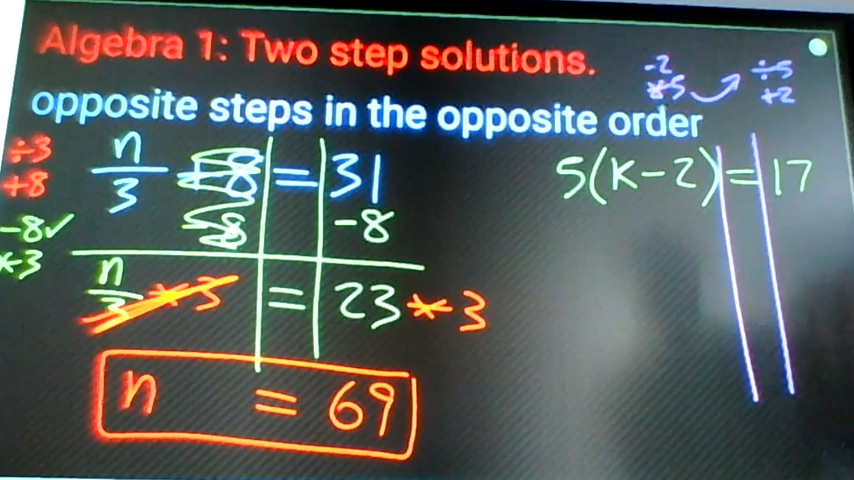 Algebra 1: Two step solutions.
opposite steps in the opposite order
-2 ÷5
*5 +2
÷3
+8
n/3 +8 = 31
-8 -8
-8✓
*3
n/3 * 3 = 23 * 3
n = 69
5(k-2) = 17